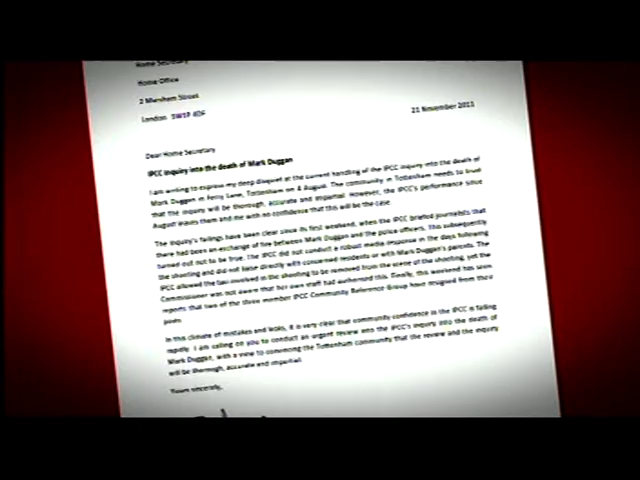 Home Secretary
Home Office
2 Marsham Street
London SW1P 4DF
21 November 2011
Dear Home Secretary
IPCC inquiry into the death of Mark Duggan
I am writing to express my deep disquiet at the current handling of the IPCC inquiry into the death of
Mark Duggan in Ferry Lane, Tottenham on 4 August. The community in Tottenham needs to trust
that the inquiry will be thorough, accurate and impartial. However, the IPCC's performance since
August leaves them and me with no confidence that this will be the case.
The inquiry's failings have been clear since its first weekend, when the IPCC briefed journalists that
there had been an exchange of fire between Mark Duggan and the police officers. This subsequently
turned out not to be true. The IPCC did not conduct a robust media response in the days following
the shooting and did not liaise directly with concerned residents or with Mark Duggan's parents. The
IPCC allowed the taxi involved in the shooting to be removed from the scene of the shooting, yet the
Commissioner was not aware that her own staff had authorised this. Finally, this weekend has seen
reports that two of the three member IPCC Community Reference Group have resigned from their
posts.
In this climate of mistakes and leaks, it is very clear that community confidence in the IPCC is falling
rapidly. I am calling on you to conduct an urgent review into the IPCC's inquiry into the death of
Mark Duggan, with a view to convincing the Tottenham community that the review and the inquiry
will be thorough, accurate and impartial.
Yours sincerely,